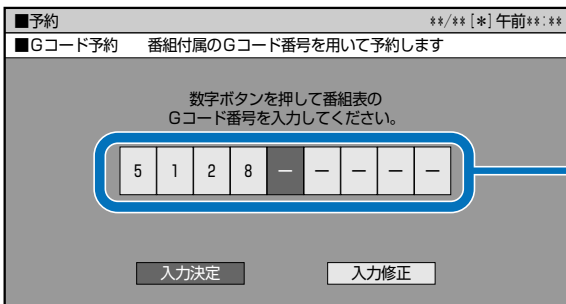 ■予約 **/**[*]午前**:**
■Gコード予約 番組付属のGコード番号を用いて予約します
数字ボタンを押して番組表の
Gコード番号を入力してください。
5 1 2 8 － － － － － －
入力決定 入力修正